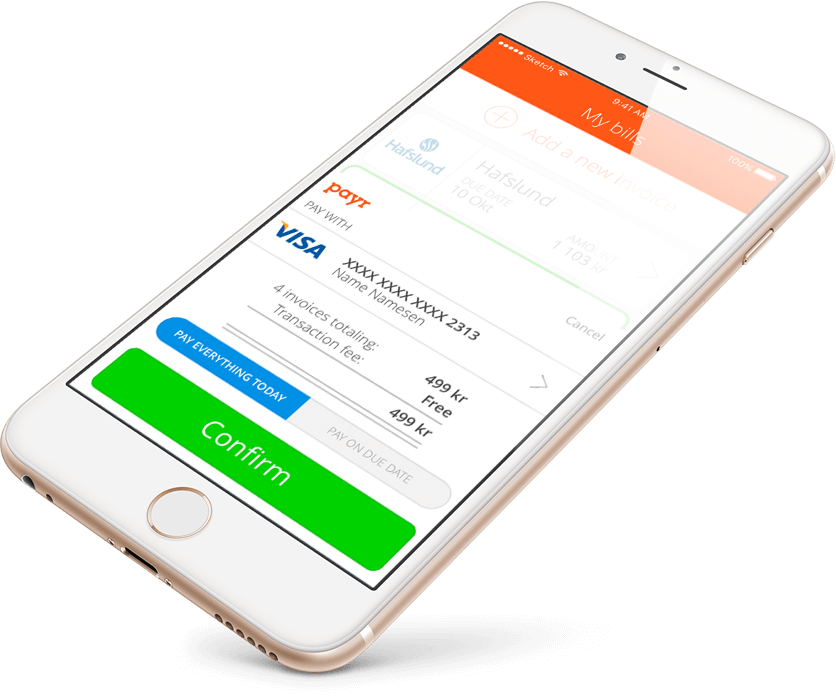 Sketch
9:41 AM
100%
My bills
Add a new invoice
Hafslund
Hafslund
DUE DATE
10 Okt
AMOUNT
1 103 kr
payr
Cancel
PAY WITH
VISA
XXXX XXXX XXXX 2313
Name Namesen
4 invoices totaling:
499 kr
Transaction fee:
Free
499 kr
PAY EVERYTHING TODAY
PAY ON DUE DATE
Confirm